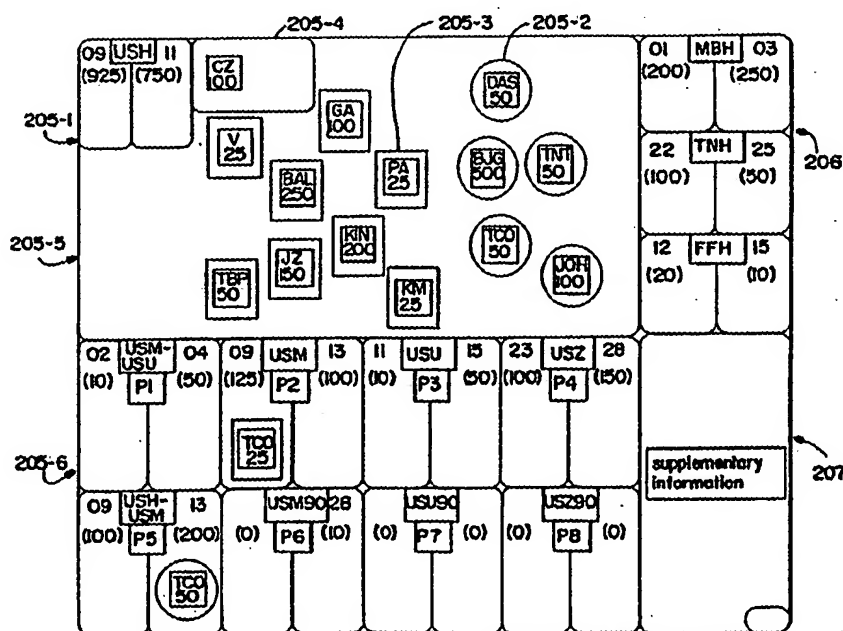 205-4
205-3
205-2
09 USH 11
(925) (750)
CZ
100
GA
100
DAS
50
01 MBH 03
(200) (250)
205-1
V
25
BAL
250
PA
25
BJG
500
TNT
50
22 TNH 25
(100) (50)
206
205-5
TBP
50
JZ
150
KIN
200
KM
25
TCO
50
JOH
100
12 FFH 15
(20) (10)
02 USM-USU 04
(10) P1 (50)
09 USM 13
(125) P2 (100)
11 USU 15
(10) P3 (50)
23 USZ 28
(100) P4 (150)
TCO
25
205-6
supplementary
information
207
09 USH-USM 13
(100) P5 (200)
USM90 28
(0) P6 (10)
USU90
(0) P7 (0)
USZ90
(0) P8 (0)
TCO
50